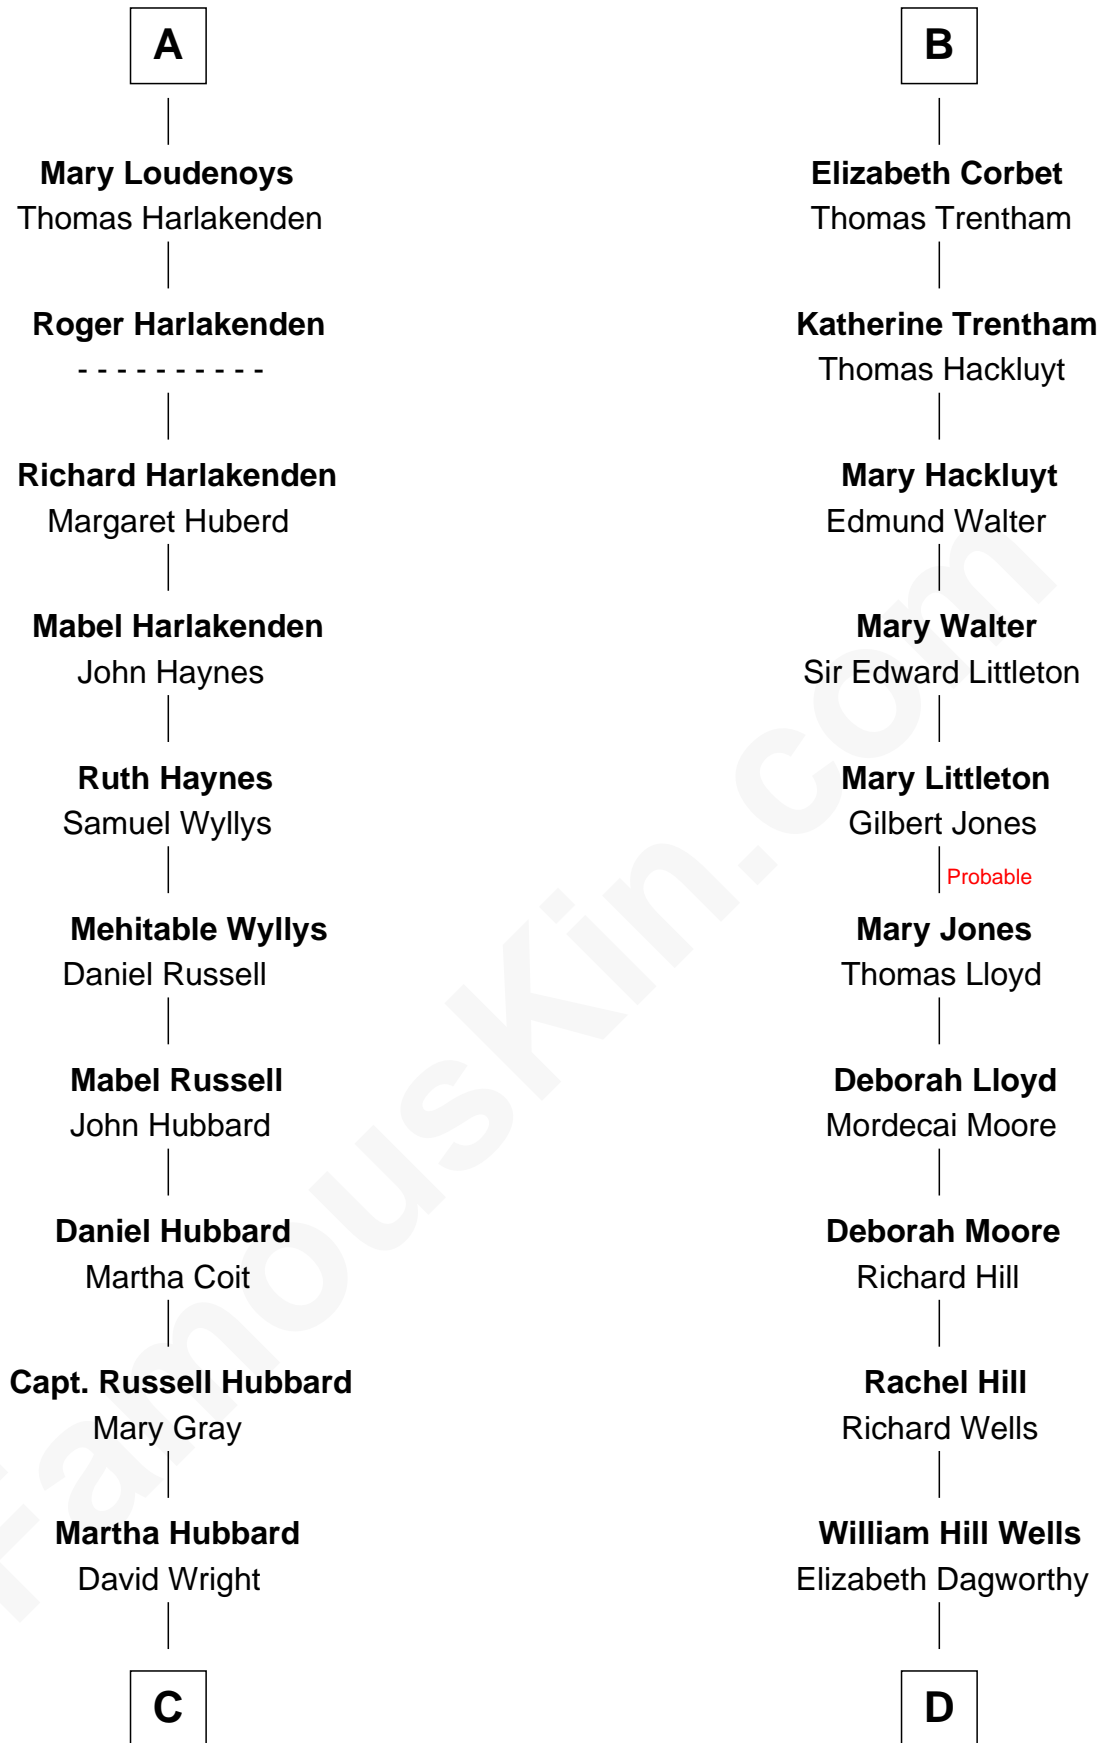 A
Mary Loudenoys
Thomas Harlakenden
Roger Harlakenden
- - - - - - - - - -
Richard Harlakenden
Margaret Huberd
Mabel Harlakenden
John Haynes
Ruth Haynes
Samuel Wyllys
Mehitable Wyllys
Daniel Russell
Mabel Russell
John Hubbard
Daniel Hubbard
Martha Coit
Capt. Russell Hubbard
Mary Gray
Martha Hubbard
David Wright
C
B
Elizabeth Corbet
Thomas Trentham
Katherine Trentham
Thomas Hackluyt
Mary Hackluyt
Edmund Walter
Mary Walter
Sir Edward Littleton
Mary Littleton
Gilbert Jones
Probable
Mary Jones
Thomas Lloyd
Deborah Lloyd
Mordecai Moore
Deborah Moore
Richard Hill
Rachel Hill
Richard Wells
William Hill Wells
Elizabeth Dagworthy
D
FamousKin.com